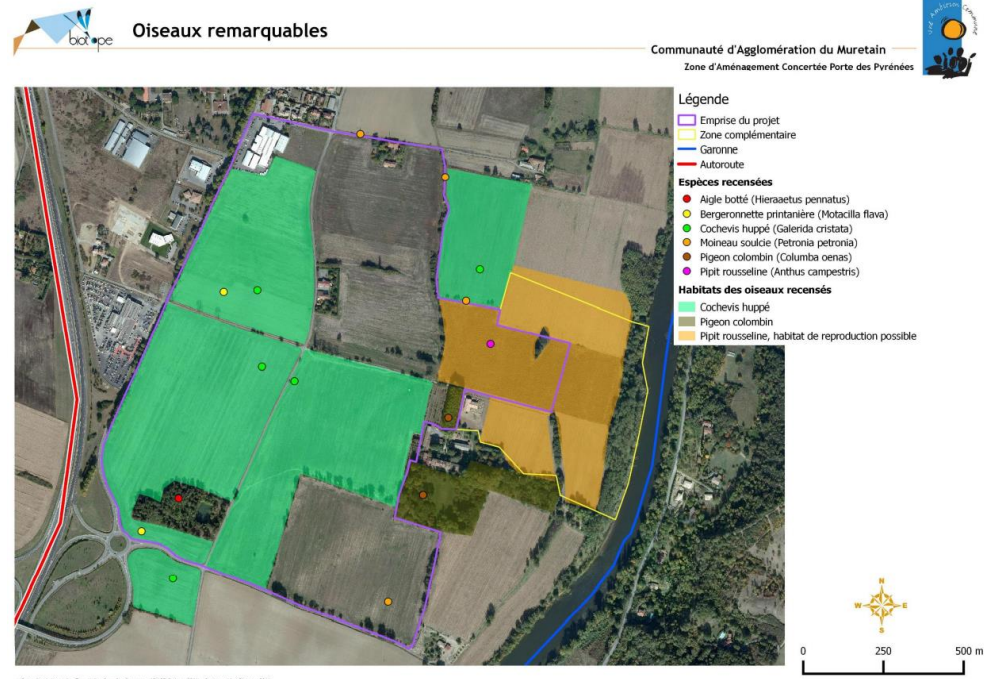 biotope
Oiseaux remarquables
Une Ambition Commune
Communauté d'Agglomération du Muretain
Zone d'Aménagement Concertée Porte des Pyrénées
Légende
Emprise du projet
Zone complémentaire
Garonne
Autoroute
Espèces recensées
Aigle botté (Hieraaetus pennatus)
Bergeronnette printanière (Motacilla flava)
Cochevis huppé (Galerida cristata)
Moineau soulcie (Petronia petronia)
Pigeon colombin (Columba oenas)
Pipit rousseline (Anthus campestris)
Habitats des oiseaux recensés
Cochevis huppé
Pigeon colombin
Pipit rousseline, habitat de reproduction possible
N
W E
S
0 250 500 m